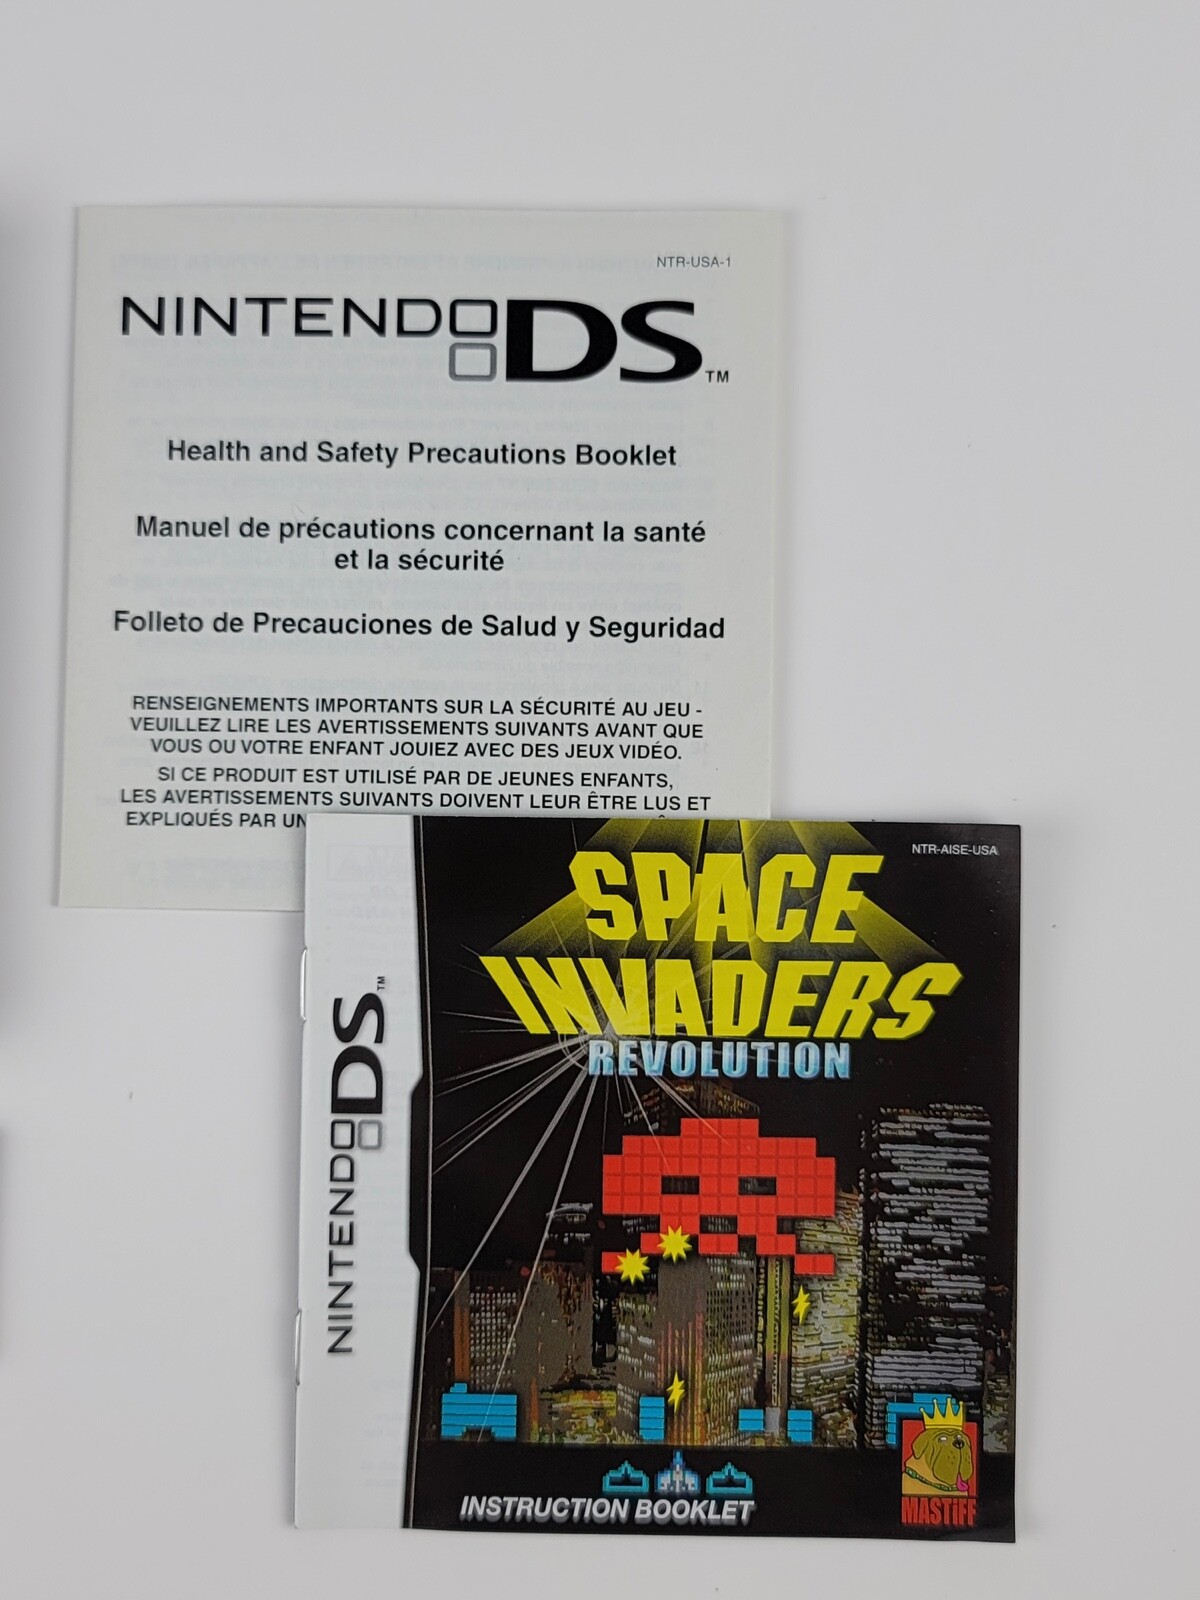 NTR-USA-1
NINTENDO DS™
Health and Safety Precautions Booklet
Manuel de précautions concernant la santé
et la sécurité
Folleto de Precauciones de Salud y Seguridad
RENSEIGNEMENTS IMPORTANTS SUR LA SÉCURITÉ AU JEU -
VEUILLEZ LIRE LES AVERTISSEMENTS SUIVANTS AVANT QUE
VOUS OU VOTRE ENFANT JOUIEZ AVEC DES JEUX VIDÉO.
SI CE PRODUIT EST UTILISÉ PAR DE JEUNES ENFANTS,
LES AVERTISSEMENTS SUIVANTS DOIVENT LEUR ÊTRE LUS ET
EXPLIQUÉS PAR UN
NINTENDO DS™
NTR-AISE-USA
SPACE
INVADERS
REVOLUTION
INSTRUCTION BOOKLET
MASTiFF